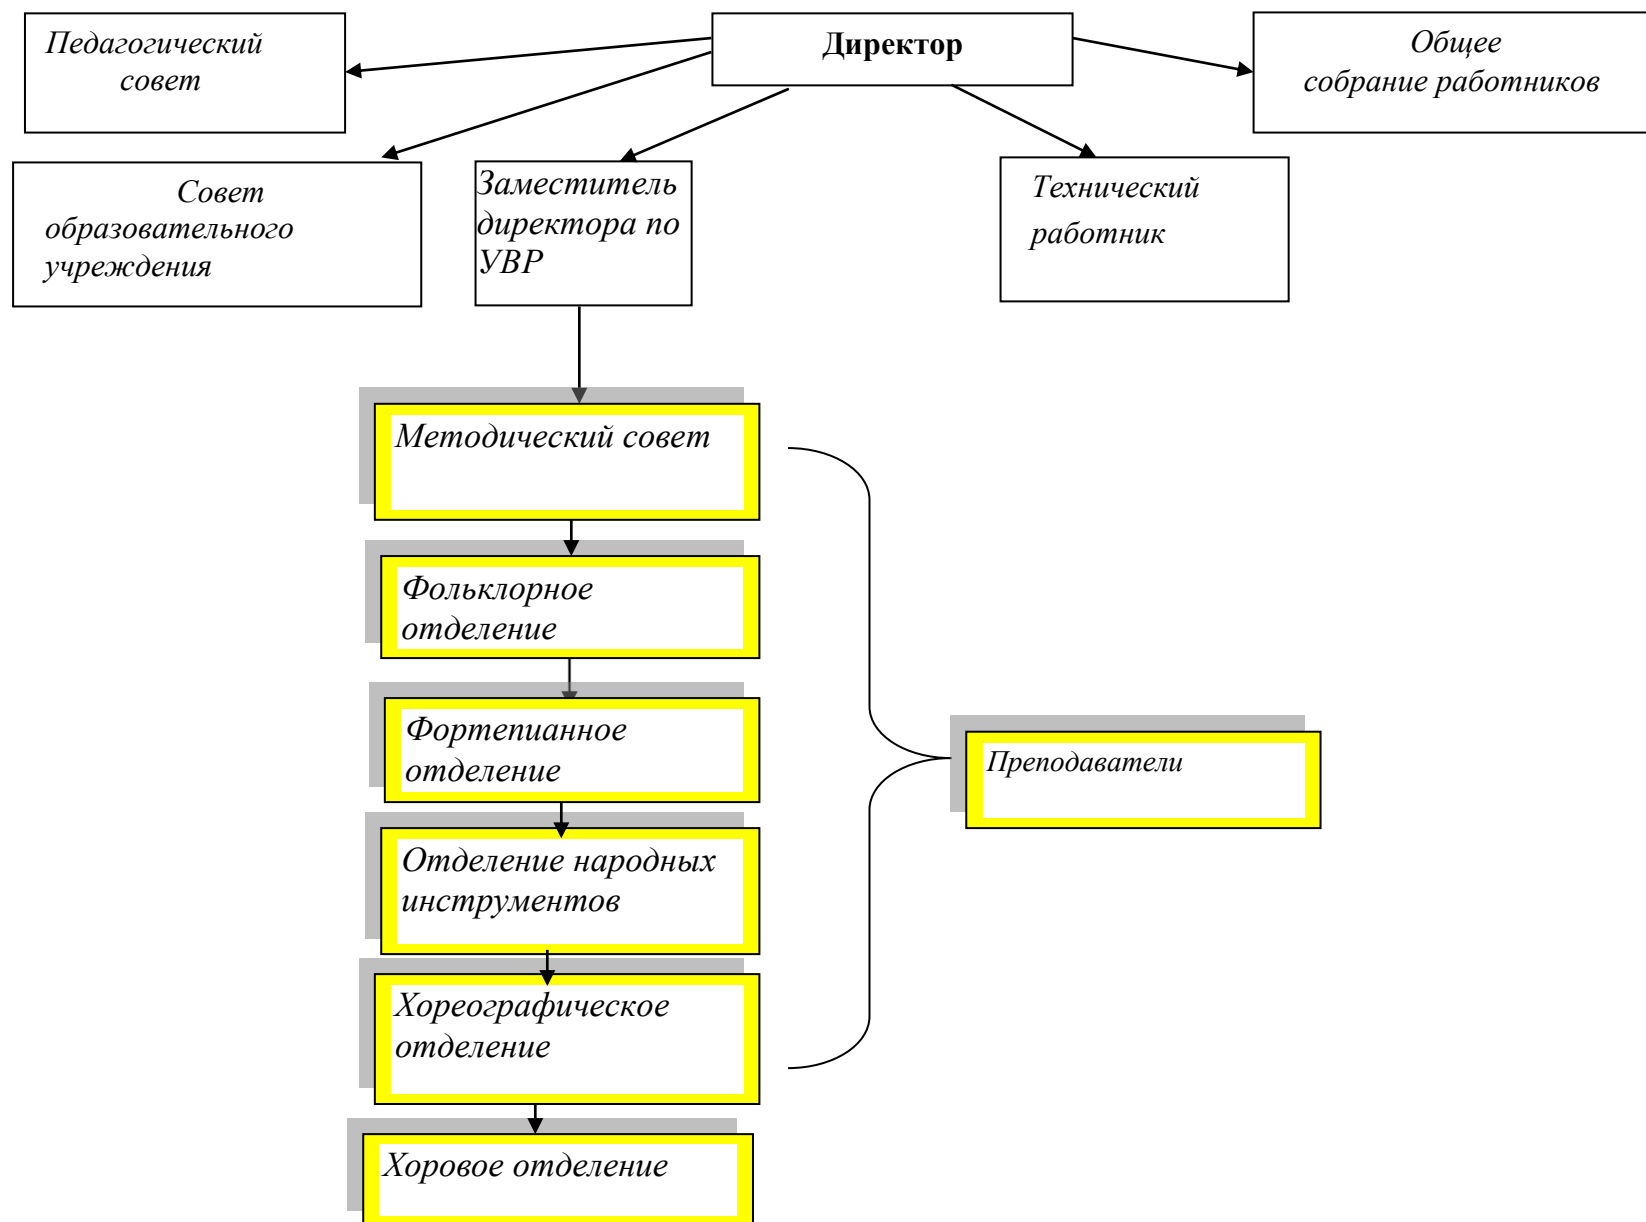 Педагогический
совет
Директор
Общее
собрание работников
Совет
образовательного
учреждения
Заместитель
директора по
УВР
Технический
работник
Методический совет
Фольклорное
отделение
Фортепианное
отделение
Отделение народных
инструментов
Хореографическое
отделение
Хоровое отделение
Преподаватели